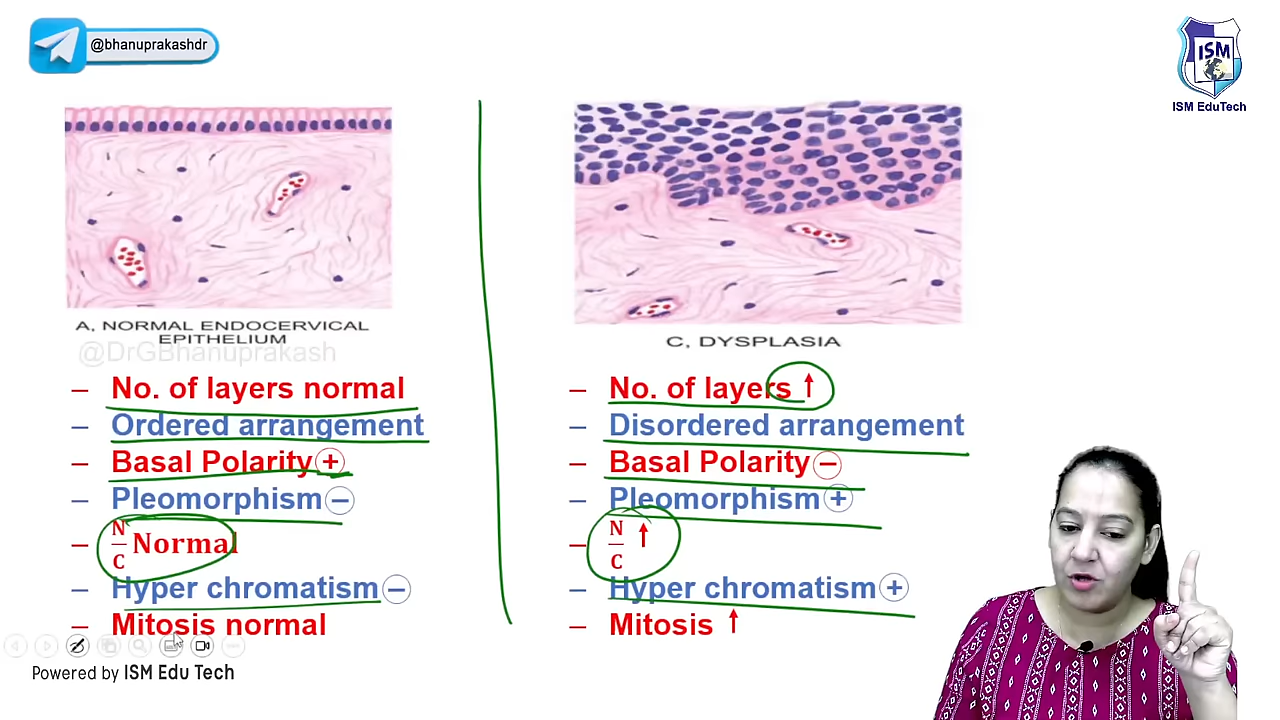 @bhanuprakashdr
ISM
ISM EduTech
A, NORMAL ENDOCERVICAL
EPITHELIUM
@DrGBhanuprakash
– No. of layers normal
– Ordered arrangement
– Basal Polarity +
– Pleomorphism –
– N/C Normal
– Hyper chromatism –
– Mitosis normal
C, DYSPLASIA
– No. of layers ↑
– Disordered arrangement
– Basal Polarity –
– Pleomorphism +
– N/C ↑
– Hyper chromatism +
– Mitosis ↑
Powered by ISM Edu Tech